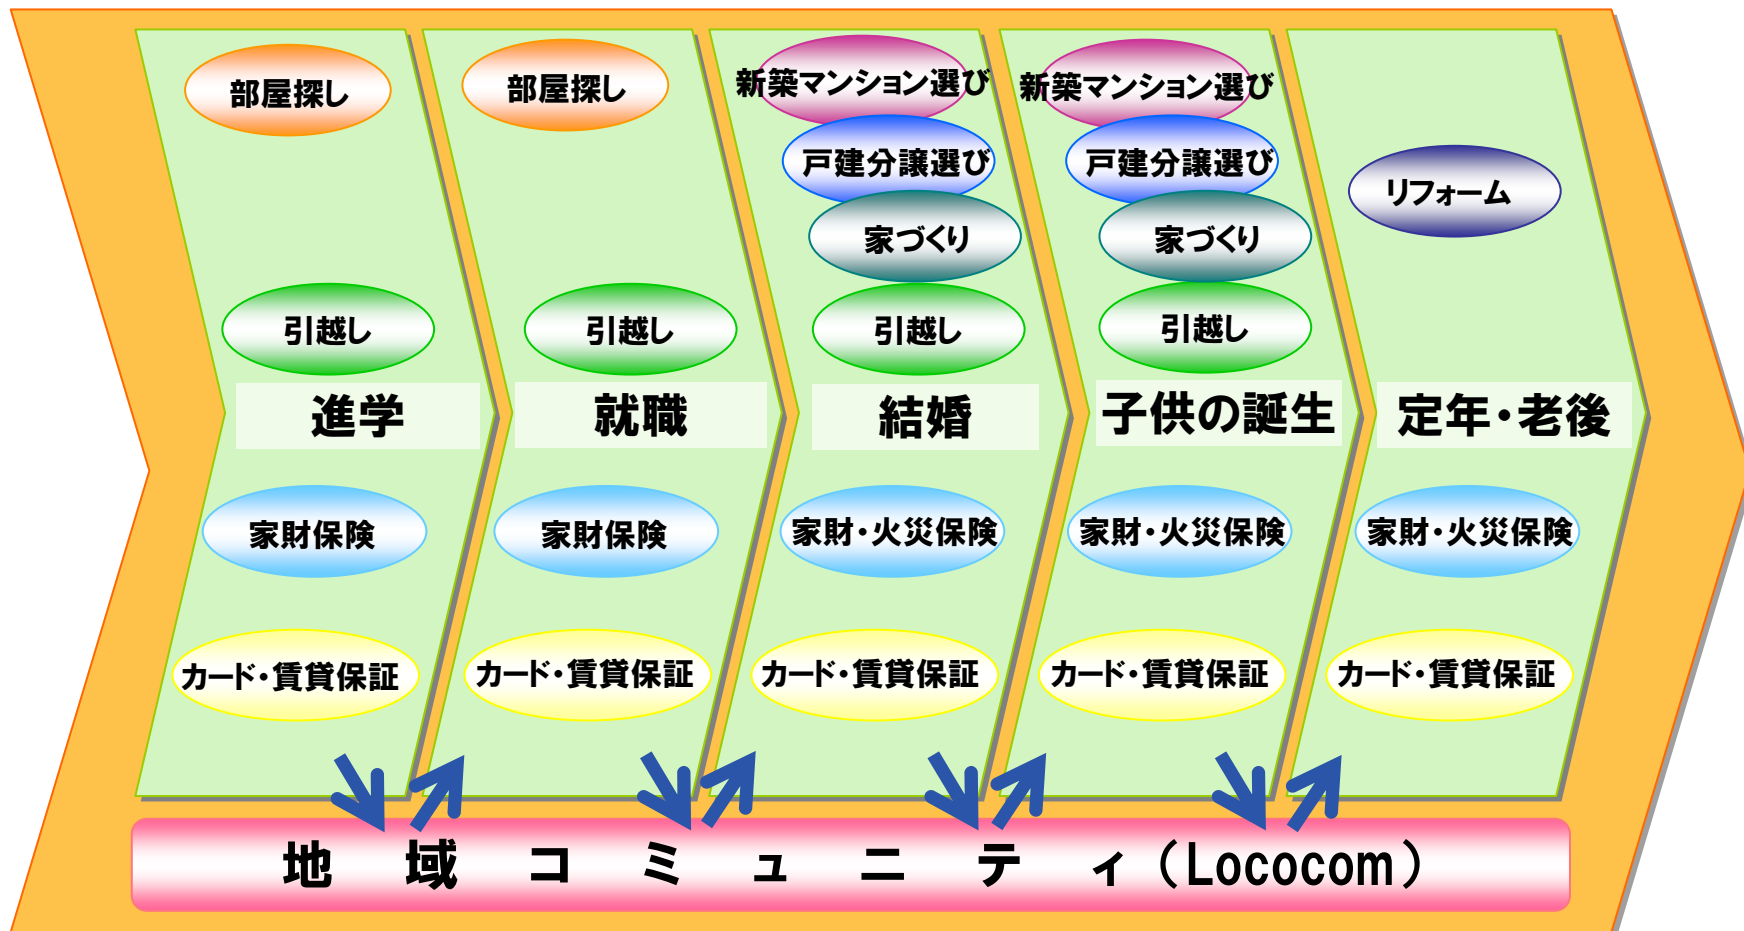 部屋探し
引越し
進学
家財保険
カード・賃貸保証
部屋探し
引越し
就職
家財保険
カード・賃貸保証
新築マンション選び
戸建分譲選び
家づくり
引越し
結婚
家財・火災保険
カード・賃貸保証
新築マンション選び
戸建分譲選び
家づくり
引越し
子供の誕生
家財・火災保険
カード・賃貸保証
リフォーム
定年・老後
家財・火災保険
カード・賃貸保証
地域コミュニティ(Lococom)